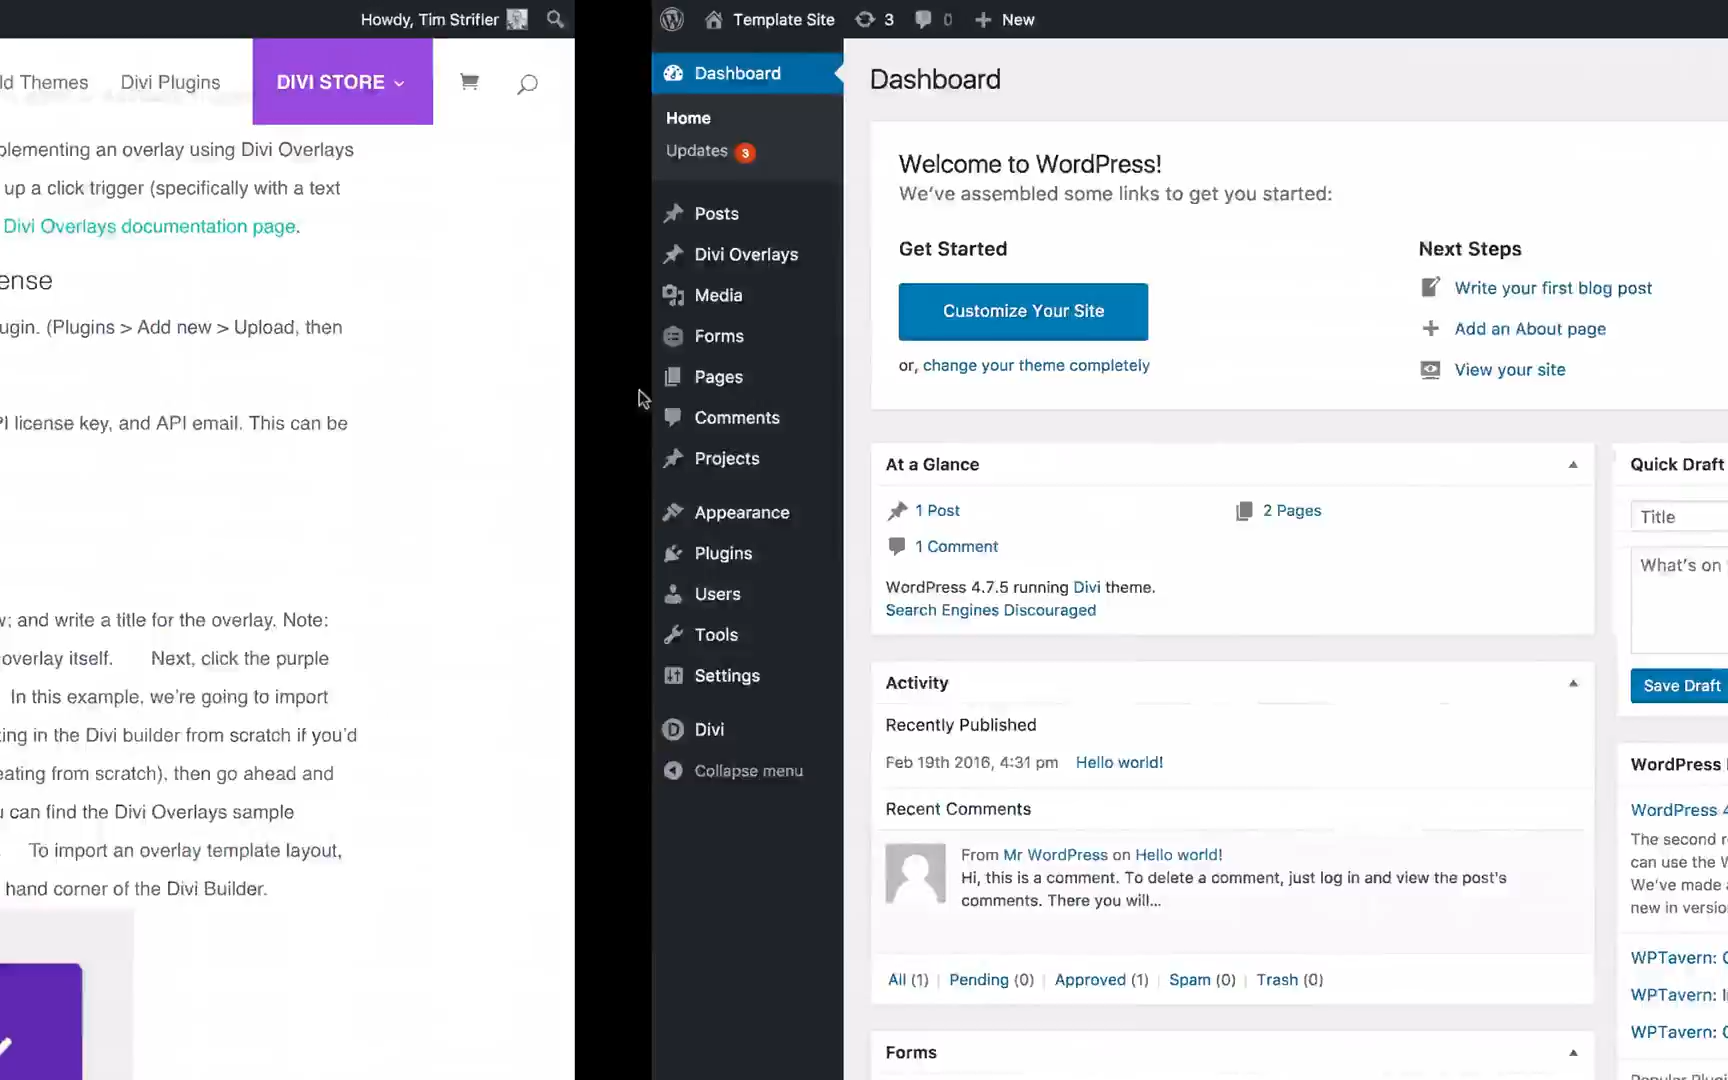 Howdy, Tim Strifler
ld Themes
Divi Plugins
DIVI STORE
plementing an overlay using Divi Overlays
up a click trigger (specifically with a text
Divi Overlays documentation page.
ense
ugin. (Plugins > Add new > Upload, then
PI license key, and API email. This can be
w; and write a title for the overlay. Note:
overlay itself. Next, click the purple
In this example, we're going to import
ting in the Divi builder from scratch if you'd
eating from scratch), then go ahead and
u can find the Divi Overlays sample
To import an overlay template layout,
hand corner of the Divi Builder.
Template Site
3
0
New
Dashboard
Home
Updates 3
Posts
Divi Overlays
Media
Forms
Pages
Comments
Projects
Appearance
Plugins
Users
Tools
Settings
Divi
Collapse menu
Dashboard
Welcome to WordPress!
We've assembled some links to get you started:
Get Started
Customize Your Site
or, change your theme completely
Next Steps
Write your first blog post
Add an About page
View your site
At a Glance
1 Post
2 Pages
1 Comment
WordPress 4.7.5 running Divi theme.
Search Engines Discouraged
Activity
Recently Published
Feb 19th 2016, 4:31 pm Hello world!
Recent Comments
From Mr WordPress on Hello world!
Hi, this is a comment. To delete a comment, just log in and view the post's
comments. There you will...
All (1) | Pending (0) | Approved (1) | Spam (0) | Trash (0)
Forms
Quick Draft
Title
What's on
Save Draft
WordPress
WordPress 4
The second r
can use the W
We've made a
new in versio
WPTavern:
WPTavern:
WPTavern: